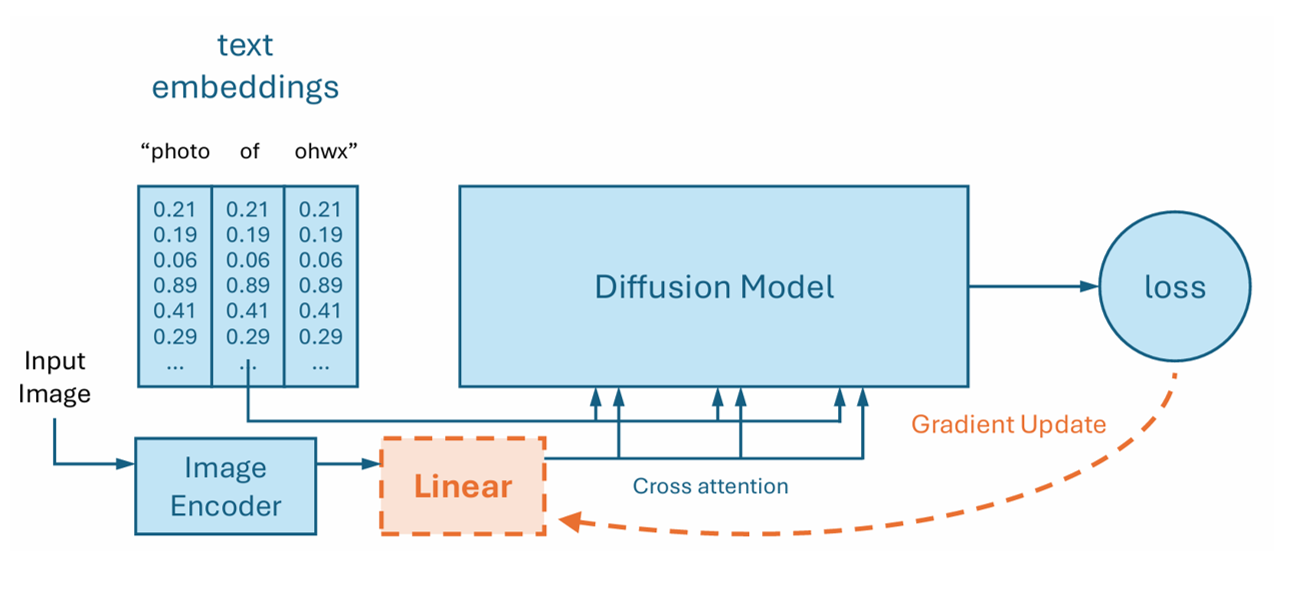 text
embeddings
“photo of ohwx”
0.21 0.21 0.21
0.19 0.19 0.19
0.06 0.06 0.06
0.89 0.89 0.89
0.41 0.41 0.41
0.29 0.29 0.29
... ... ...
Diffusion Model
loss
Input
Image
Gradient Update
Image
Encoder
Linear
Cross attention